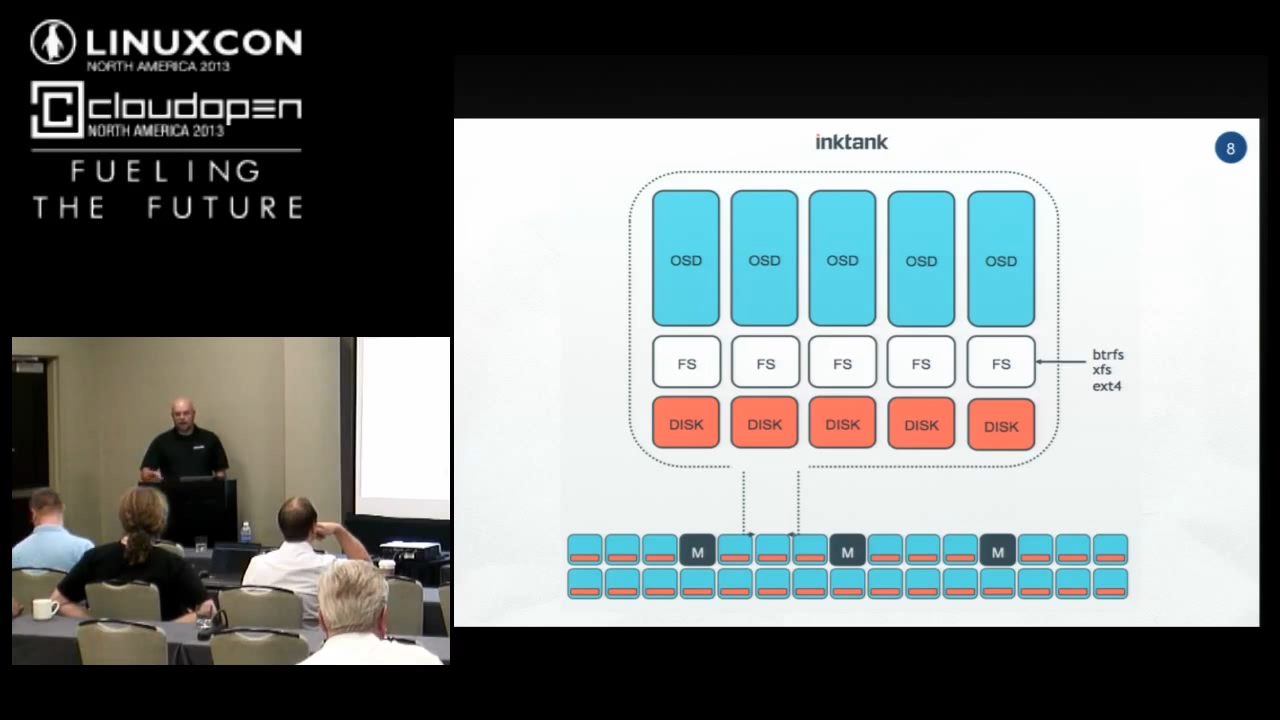 LINUXCON
NORTH AMERICA 2013
cloudopen
NORTH AMERICA 2013
FUELING
THE FUTURE
inktank
8
OSD OSD OSD OSD OSD
FS FS FS FS FS
btrfs
xfs
ext4
DISK DISK DISK DISK DISK
M M M